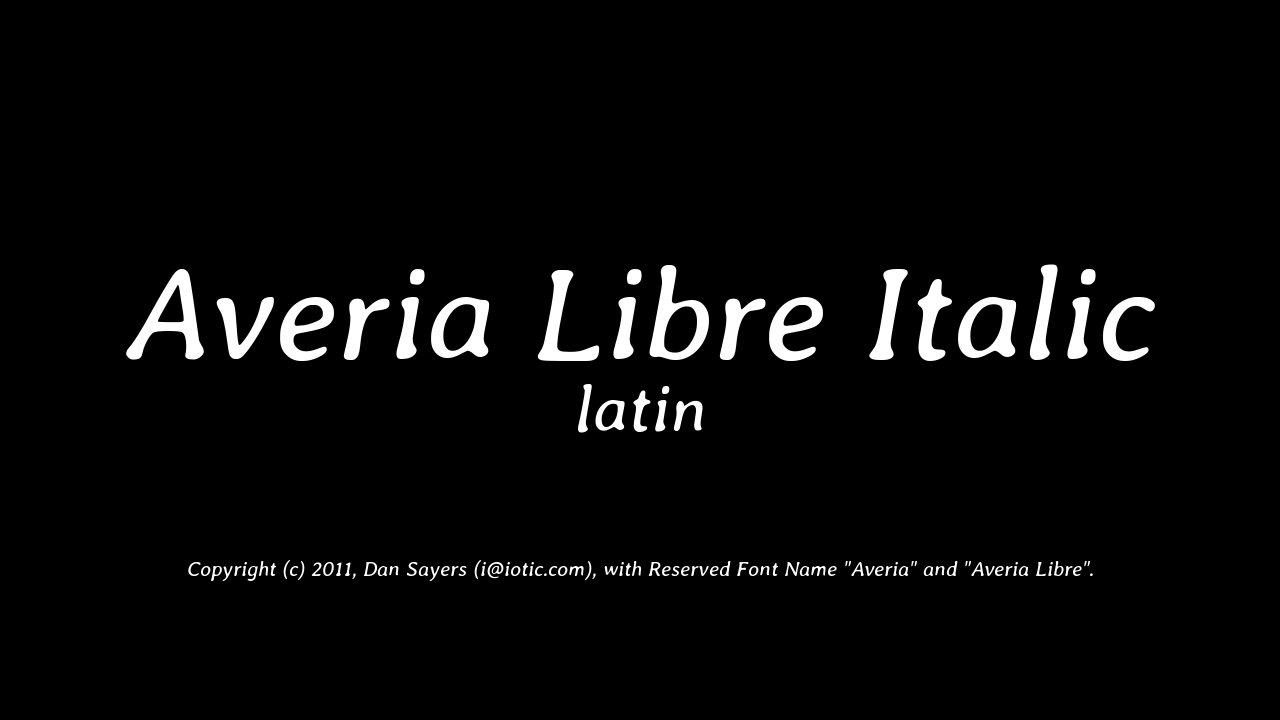 Averia Libre Italic
latin
Copyright (c) 2011, Dan Sayers (i@iotic.com), with Reserved Font Name "Averia" and "Averia Libre".